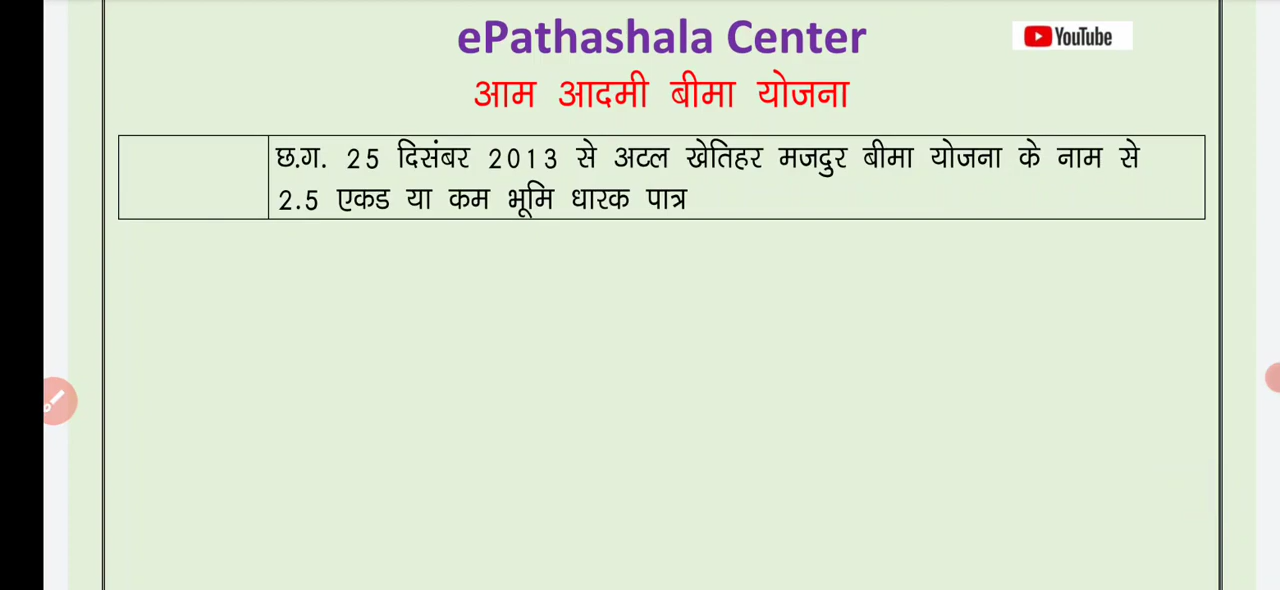 ePathashala Center
YouTube
आम आदमी बीमा योजना
छ.ग. 25 दिसंबर 2013 से अटल खेतिहर मजदुर बीमा योजना के नाम से
2.5 एकड या कम भूमि धारक पात्र